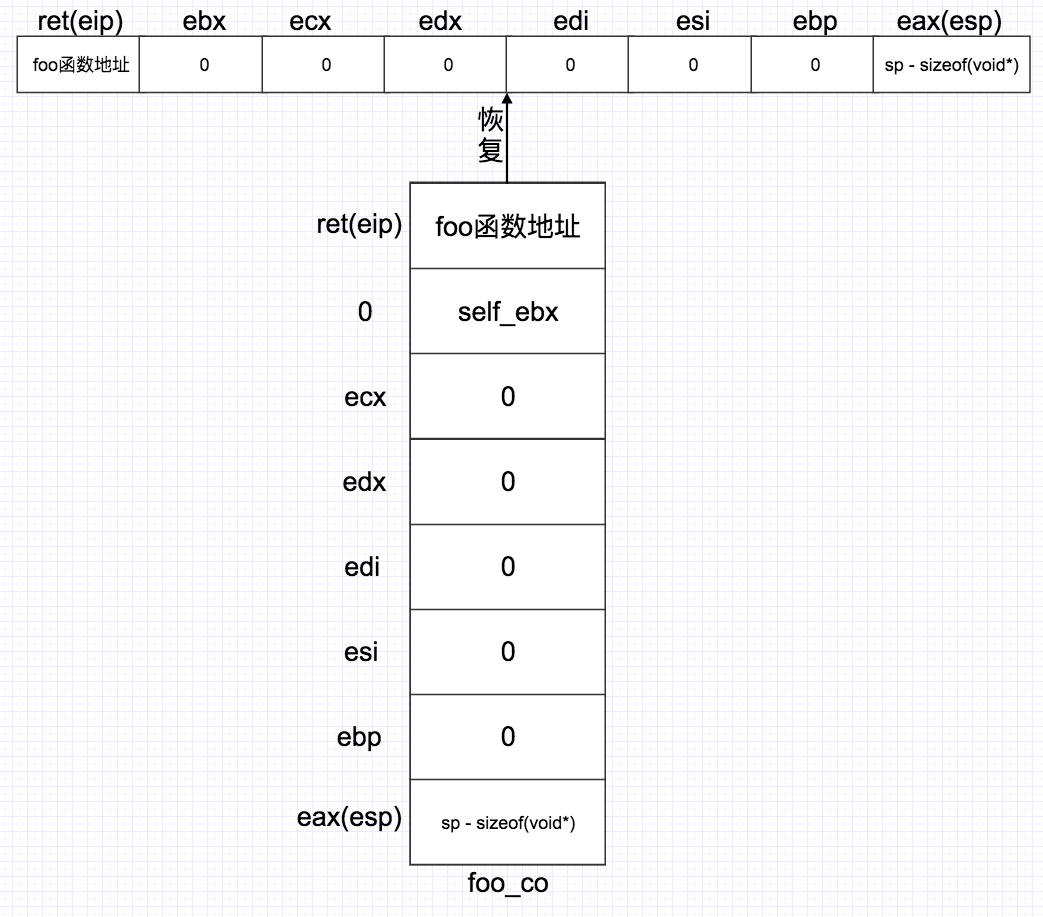 ret(eip) ebx ecx edx edi esi ebp eax(esp)
foo函数地址 0 0 0 0 0 0 sp - sizeof(void*)
恢
复
ret(eip) foo函数地址
0 self_ebx
ecx 0
edx 0
edi 0
esi 0
ebp 0
eax(esp) sp - sizeof(void*)
foo_co